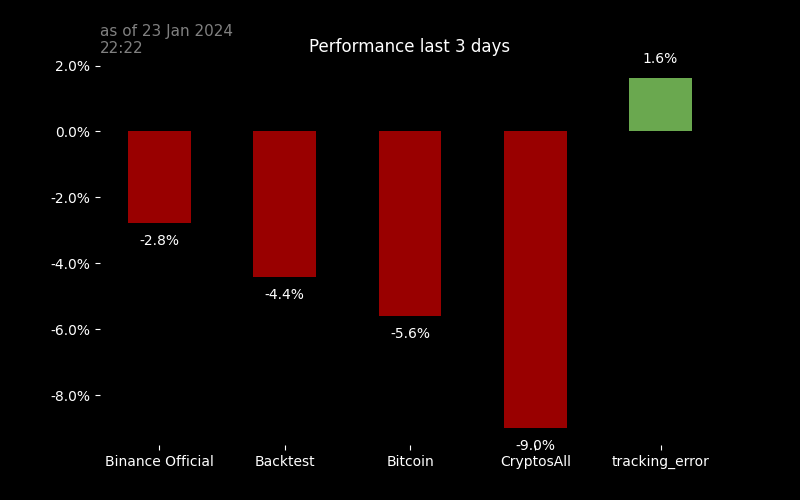 as of 23 Jan 2024
22:22
Performance last 3 days
2.0%
0.0%
-2.0%
-4.0%
-6.0%
-8.0%
1.6%
-2.8%
-4.4%
-5.6%
-9.0%
Binance Official
Backtest
Bitcoin
CryptosAll
tracking_error